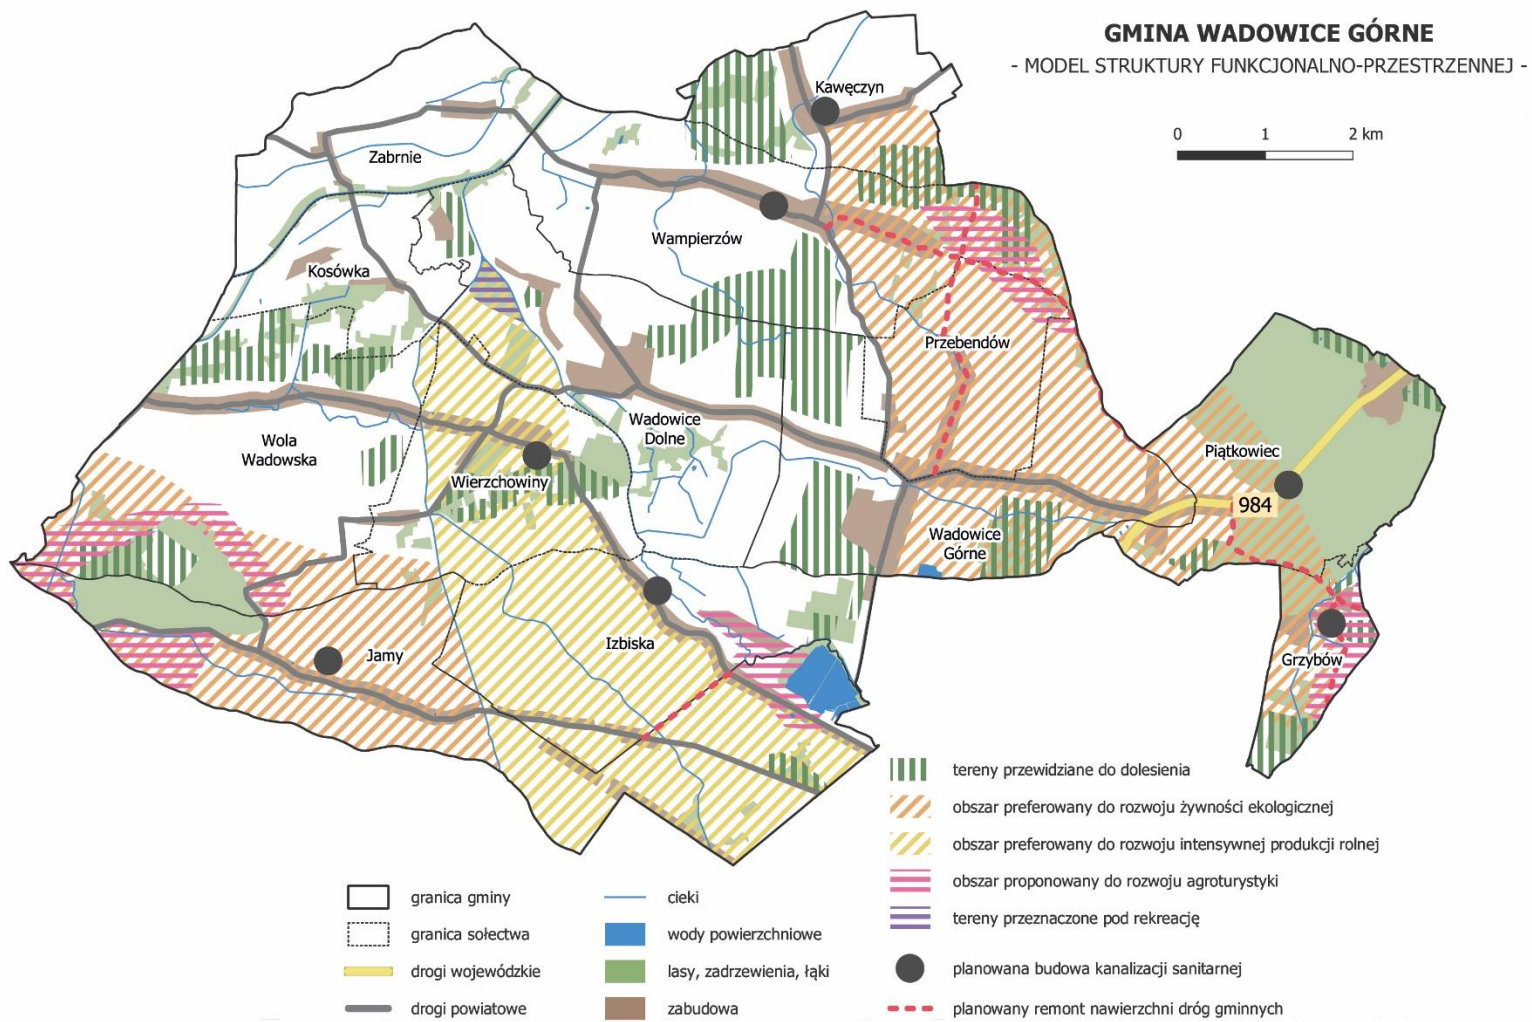 GMINA WADOWICE GÓRNE
- MODEL STRUKTURY FUNKCJONALNO-PRZESTRZENNEJ -
0 1 2 km
Kawęczyn
Zabrnie
Wampierzów
Kosówka
Przebendów
Wola
Wadowska
Wadowice
Dolne
Piątkowiec
Wierzchowiny
984
Wadowice
Górne
Izbiska
Jamy
Grzybów
tereny przewidziane do dolesienia
obszar preferowany do rozwoju żywności ekologicznej
obszar preferowany do rozwoju intensywnej produkcji rolnej
obszar proponowany do rozwoju agroturystyki
tereny przeznaczone pod rekreację
planowana budowa kanalizacji sanitarnej
planowany remont nawierzchni dróg gminnych
granica gminy
granica sołectwa
drogi wojewódzkie
drogi powiatowe
cieki
wody powierzchniowe
lasy, zadrzewienia, łąki
zabudowa